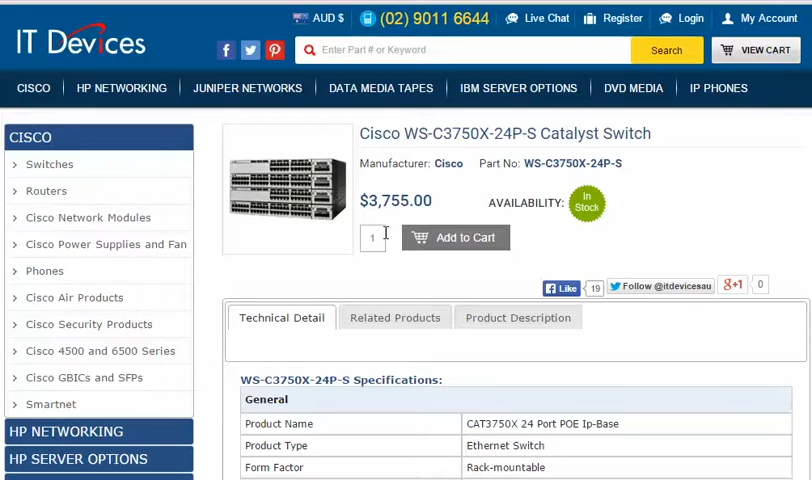 AUD $
(02) 9011 6644
Live Chat
Register
Login
My Account
IT Devices
f
Enter Part # or Keyword
Search
VIEW CART
CISCO
HP NETWORKING
JUNIPER NETWORKS
DATA MEDIA TAPES
IBM SERVER OPTIONS
DVD MEDIA
IP PHONES
CISCO
Switches
Routers
Cisco Network Modules
Cisco Power Supplies and Fan
Phones
Cisco Air Products
Cisco Security Products
Cisco 4500 and 6500 Series
Cisco GBICs and SFPs
Smartnet
HP NETWORKING
HP SERVER OPTIONS
Cisco WS-C3750X-24P-S Catalyst Switch
Manufacturer: Cisco Part No: WS-C3750X-24P-S
$3,755.00
AVAILABILITY:
In
Stock
1
Add to Cart
Like
19
Follow @itdevicesau
g+1
0
Technical Detail
Related Products
Product Description
WS-C3750X-24P-S Specifications:
General
Product Name CAT3750X 24 Port POE Ip-Base
Product Type Ethernet Switch
Form Factor Rack-mountable